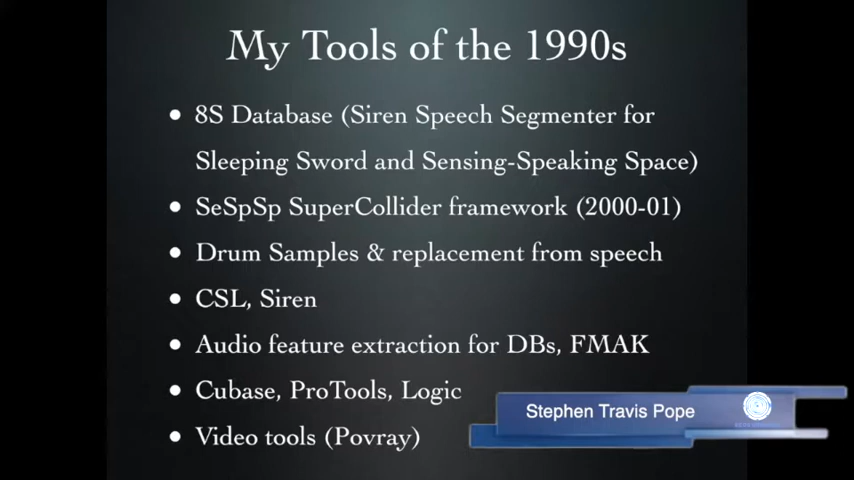 My Tools of the 1990s
• 8S Database (Siren Speech Segmenter for
Sleeping Sword and Sensing-Speaking Space)
• SeSpSp SuperCollider framework (2000-01)
• Drum Samples & replacement from speech
• CSL, Siren
• Audio feature extraction for DBs, FMAK
• Cubase, ProTools, Logic
• Video tools (Povray)
Stephen Travis Pope